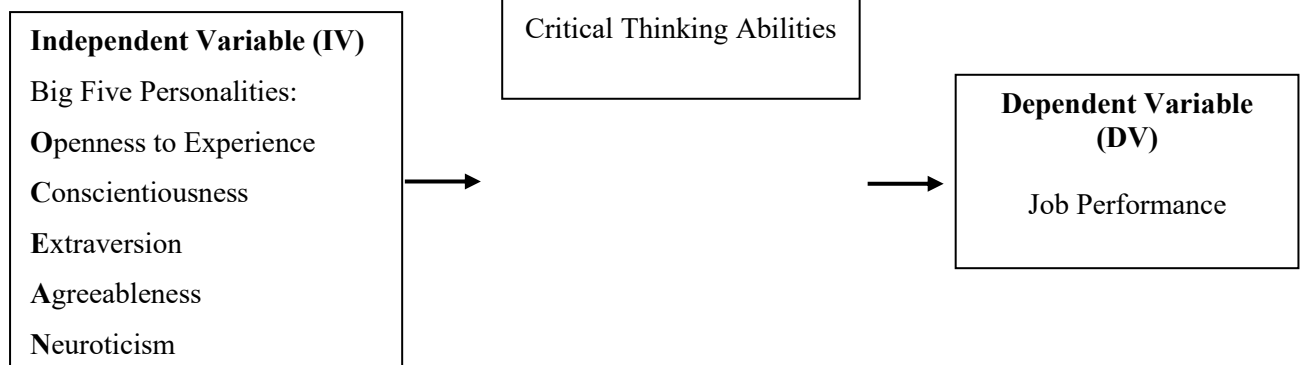 Independent Variable (IV)
Big Five Personalities:
Openness to Experience
Conscientiousness
Extraversion
Agreeableness
Neuroticism
Critical Thinking Abilities
Dependent Variable
(DV)
Job Performance